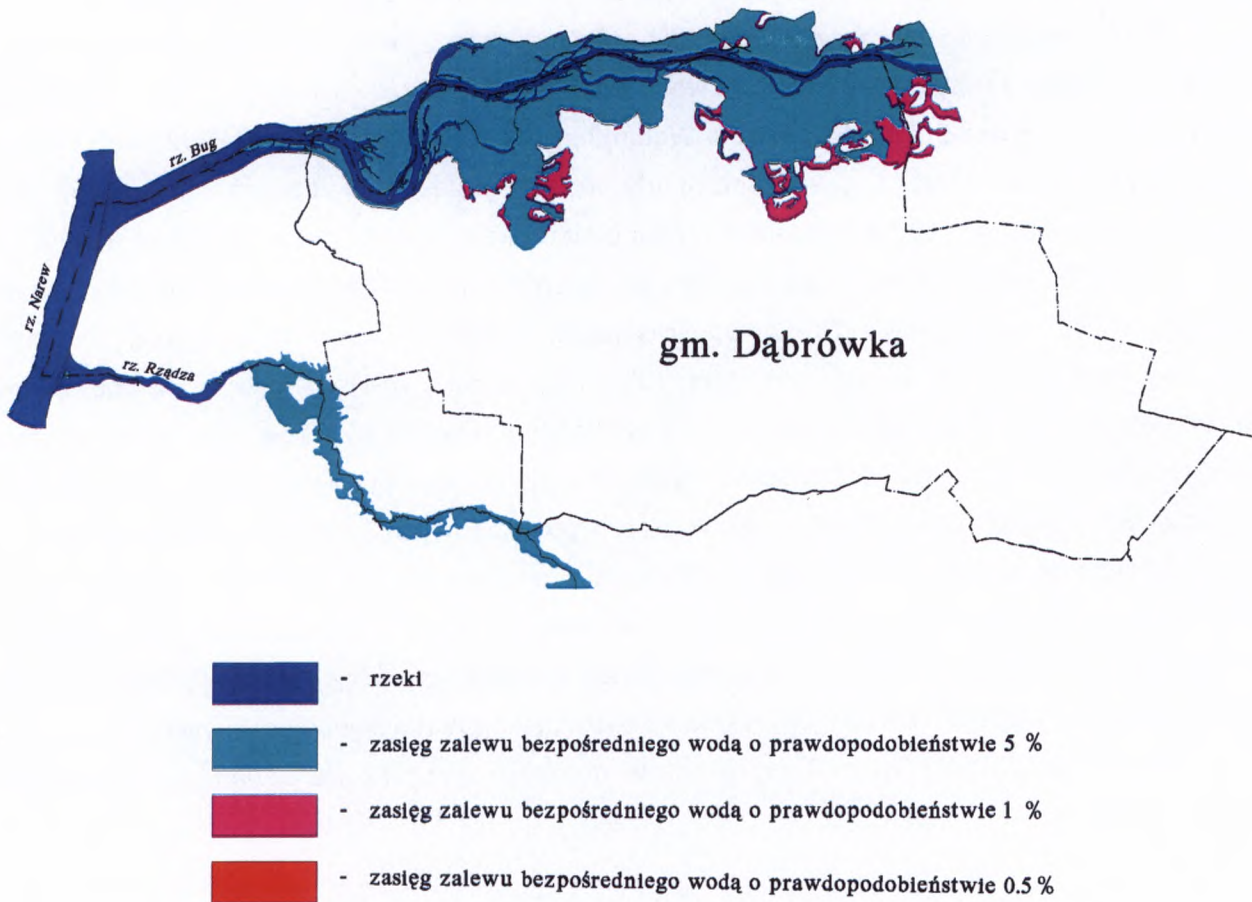 rz. Bug
rz. Narew
gm. Dąbrówka
rz. Rządza
- rzeki
- zasięg zalewu bezpośredniego wodą o prawdopodobieństwie 5 %
- zasięg zalewu bezpośredniego wodą o prawdopodobieństwie 1 %
- zasięg zalewu bezpośredniego wodą o prawdopodobieństwie 0.5 %